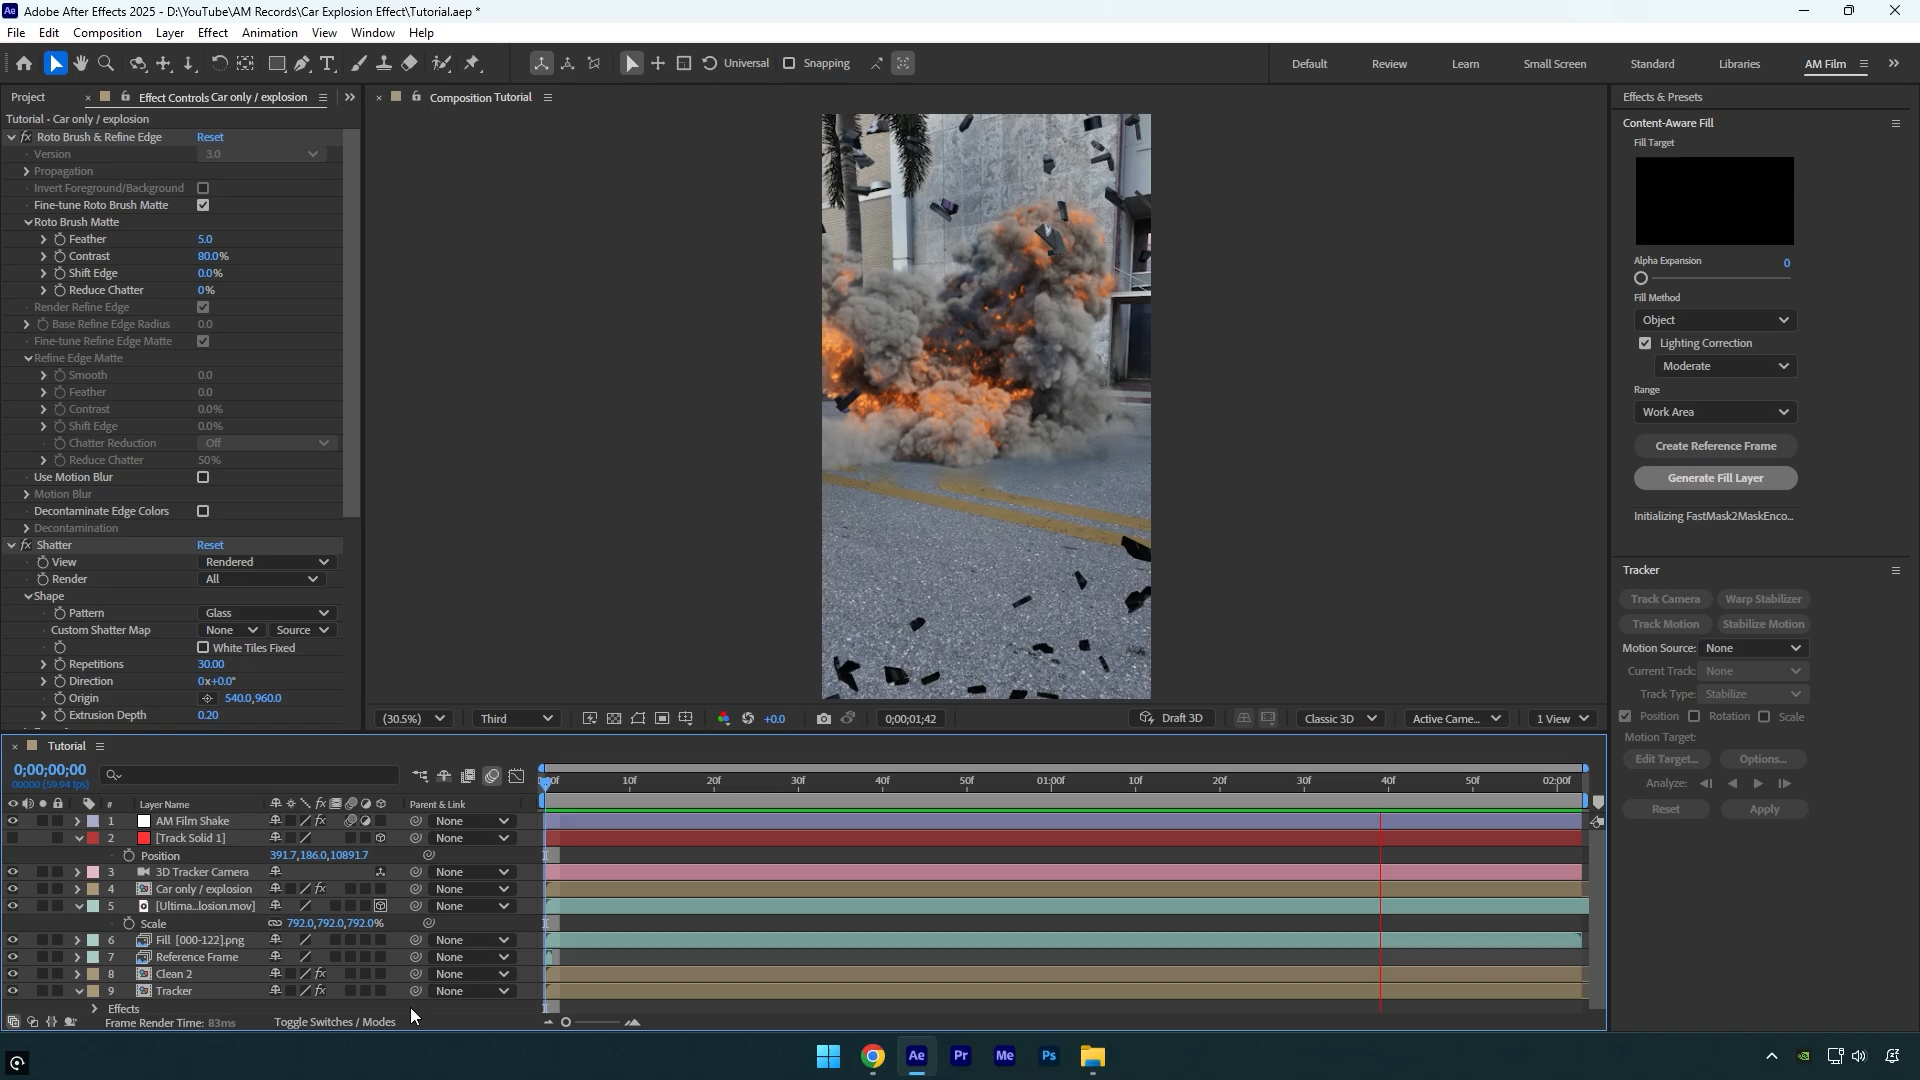 Adobe After Effects 2025 - D:\YouTube\AM Records\Car Explosion Effect\Tutorial.aep *
File Edit Composition Layer Effect Animation View Window Help
Universal Snapping Default Review Learn Small Screen Standard Libraries AM Film
Project Effect Controls Car only / explosion
Composition Tutorial
Effects & Presets
Tutorial • Car only / explosion
Roto Brush & Refine Edge Reset
Version 3.0
Propagation
Invert Foreground/Background
Fine-tune Roto Brush Matte
Roto Brush Matte
Feather 5.0
Contrast 80.0%
Shift Edge 0.0%
Reduce Chatter 0%
Render Refine Edge
Base Refine Edge Radius 0.0
Fine-tune Refine Edge Matte
Refine Edge Matte
Smooth 0.0
Feather 0.0
Contrast 0.0%
Shift Edge 0.0%
Chatter Reduction Off
Reduce Chatter 50%
Use Motion Blur
Motion Blur
Decontaminate Edge Colors
Decontamination
Shatter Reset
View Rendered
Render All
Shape
Pattern Glass
Custom Shatter Map None Source
White Tiles Fixed
Repetitions 30.00
Direction 0x+0.0°
Origin 540.0,960.0
Extrusion Depth 0.20
Content-Aware Fill
Fill Target
Alpha Expansion 0
Fill Method
Object
Lighting Correction
Moderate
Range
Work Area
Create Reference Frame
Generate Fill Layer
Initializing FastMask2MaskEnco...
Tracker
Track Camera Warp Stabilizer
Track Motion Stabilize Motion
Motion Source: None
Current Track: None
Track Type: Stabilize
Position Rotation Scale
Motion Target:
Edit Target... Options...
Analyze:
Reset Apply
(30.5%) Third +0.0 0;00;01;42 Draft 3D Classic 3D Active Came... 1 View
Tutorial
0;00;00;00
00000 (59.94 fps)
10f 20f 30f 40f 50f 01:00f 10f 20f 30f 40f 50f 02:00f
# Layer Name fx Parent & Link
1 AM Film Shake fx None
2 [Track Solid 1] None
Position 391.7,186.0,10891.7
3 3D Tracker Camera None
4 Car only / explosion fx None
5 [Ultima...losion.mov] None
Scale 792.0,792.0,792.0%
6 Fill [000-122].png None
7 Reference Frame None
8 Clean 2 fx None
9 Tracker fx None
Effects
Frame Render Time: 83ms Toggle Switches / Modes
Ae Pr Me Ps